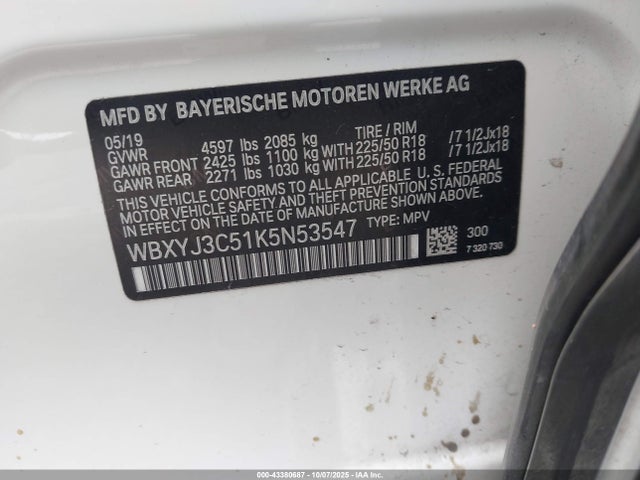 MFD BY BAYERISCHE MOTOREN WERKE AG
05/19
GVWR 4597 lbs 2085 kg TIRE / RIM
GAWR FRONT 2425 lbs 1100 kg WITH 225/50 R18 /7 1/2Jx18
GAWR REAR 2271 lbs 1030 kg WITH 225/50 R18 /7 1/2Jx18
THIS VEHICLE CONFORMS TO ALL APPLICABLE U. S. FEDERAL
MOTOR VEHICLE SAFETY AND THEFT PREVENTION STANDARDS
IN EFFECT ON THE DATE OF MANUFACTURE SHOWN ABOVE.
WBXYJ3C51K5N53547 TYPE: MPV
300
7 320 730
000-43380687 - 10/07/2025 - IAA Inc.